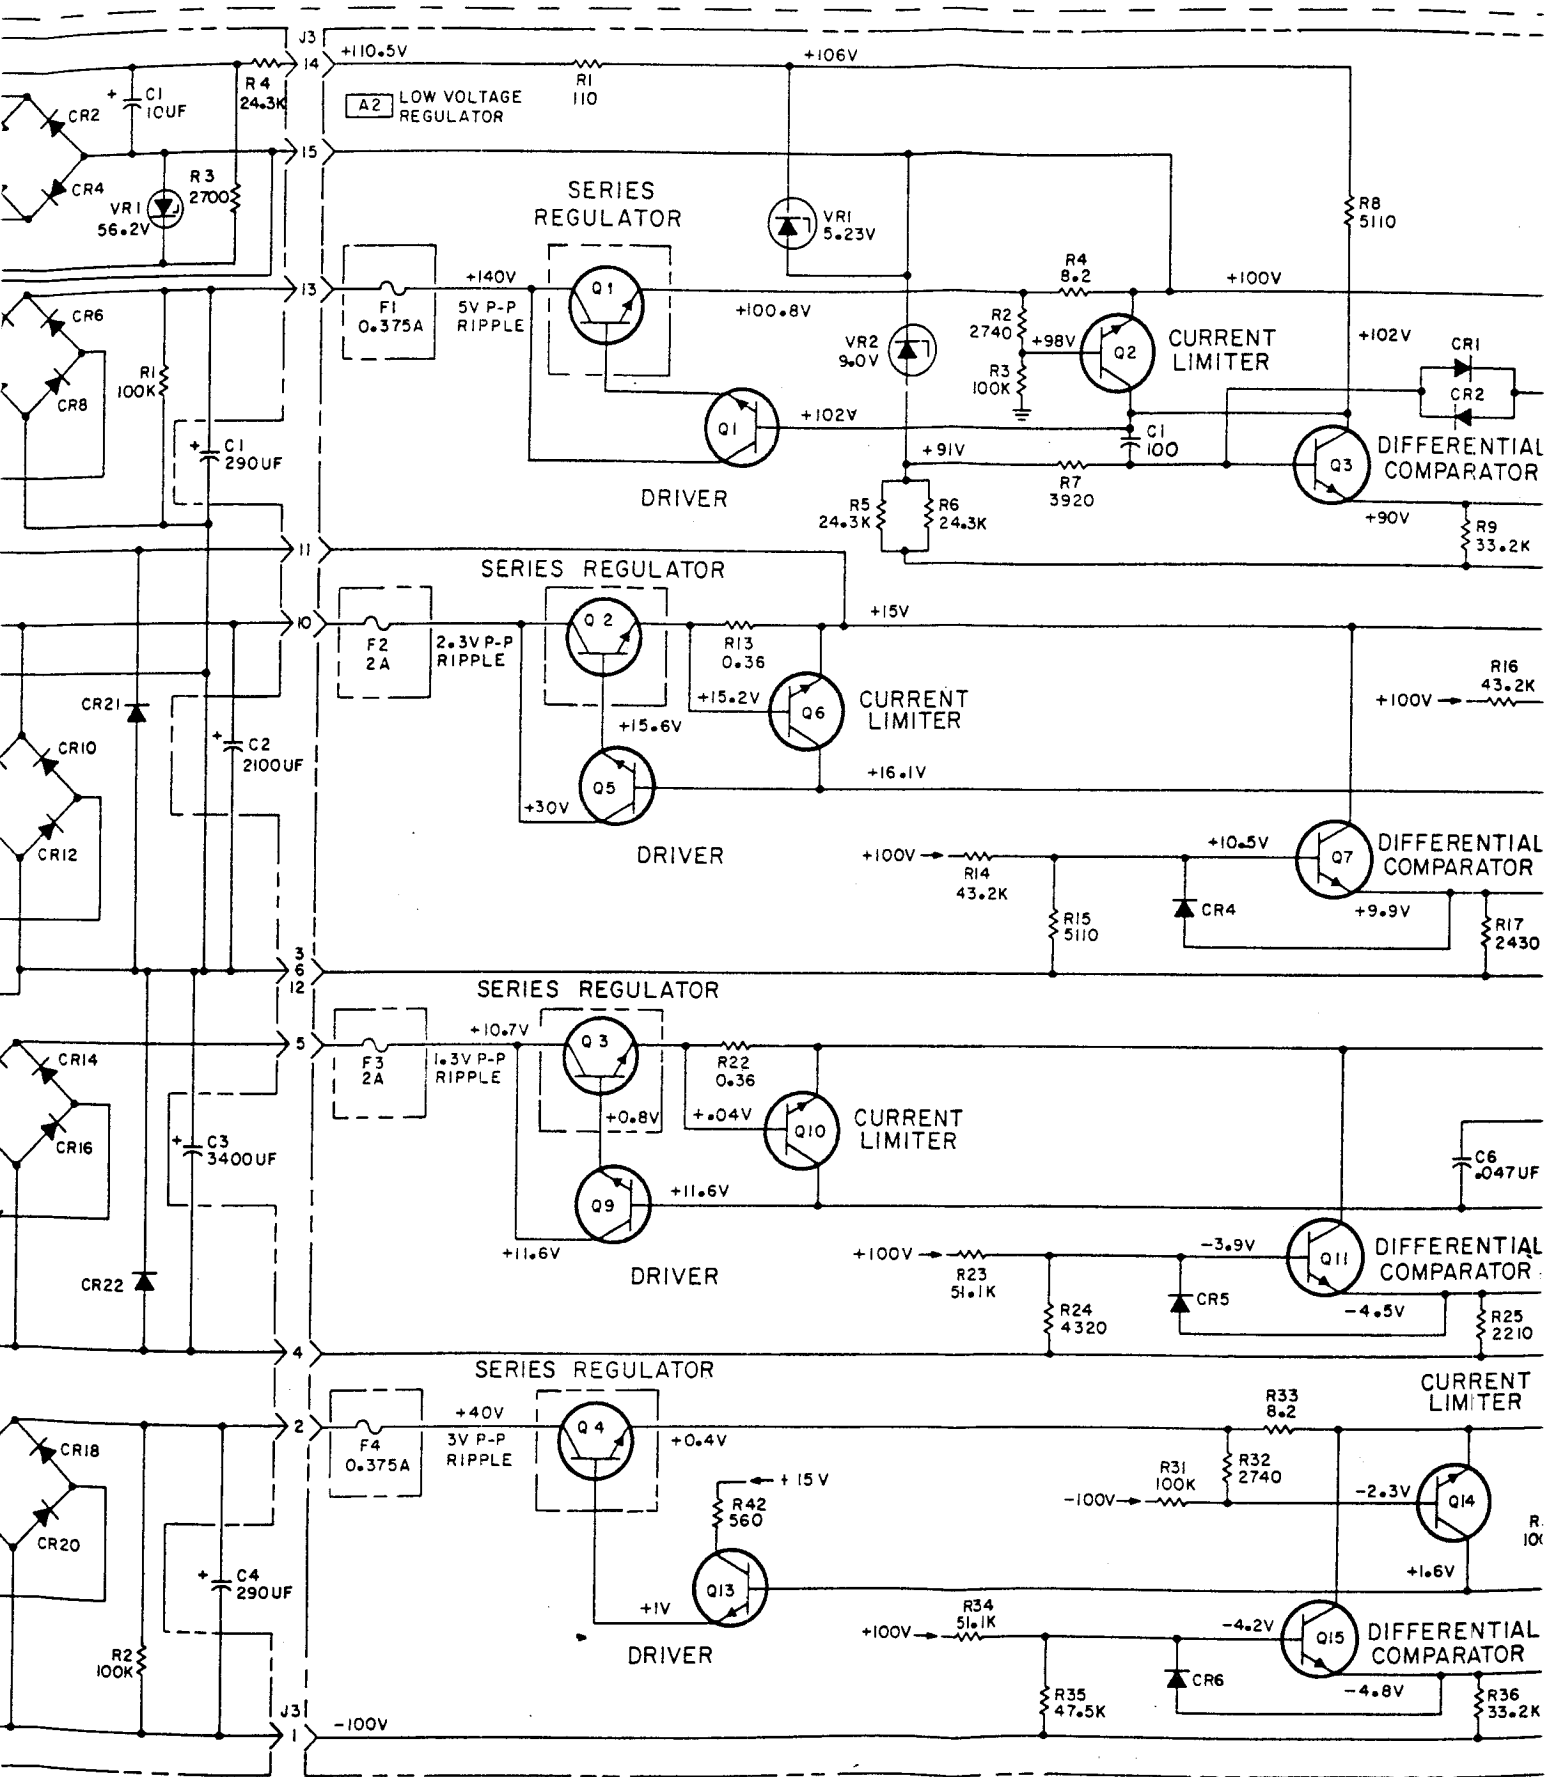 J3
14
+110.5V
R1
110
+106V
R4
24.3K
+
C1
10UF
CR2
A2
LOW VOLTAGE
REGULATOR
15
CR4
R3
2700
VR1
56.2V
SERIES
REGULATOR
VR1
5.23V
R8
5110
13
F1
0.375A
+140V
5V P-P
RIPPLE
Q1
+100.8V
R4
8.2
+100V
CR6
R2
2740
+98V
Q2
CURRENT
LIMITER
+102V
VR2
9.0V
R3
100K
CR1
CR2
R1
100K
CR8
Q1
+102V
C1
100
+
C1
290UF
+91V
R7
3920
Q3
DIFFERENTIAL
COMPARATOR
DRIVER
R5
24.3K
R6
24.3K
+90V
R9
33.2K
11
SERIES REGULATOR
10
F2
2A
2.3V P-P
RIPPLE
Q2
R13
0.36
+15V
R16
43.2K
+100V
CR21
+15.2V
Q6
CURRENT
LIMITER
+15.6V
+
C2
2100UF
CR10
Q5
+16.1V
+30V
CR12
DRIVER
+100V
R14
43.2K
+10.5V
Q7
DIFFERENTIAL
COMPARATOR
R15
5110
CR4
+9.9V
R17
2430
3
6
12
SERIES REGULATOR
5
F3
2A
+10.7V
1.3V P-P
RIPPLE
Q3
R22
0.36
CR14
+0.8V
+.04V
Q10
CURRENT
LIMITER
CR16
+
C3
3400UF
C6
.047UF
Q9
+11.6V
+11.6V
DRIVER
+100V
R23
51.1K
-3.9V
Q11
DIFFERENTIAL
COMPARATOR
CR22
R24
4320
CR5
-4.5V
R25
2210
4
SERIES REGULATOR
CURRENT
LIMITER
2
F4
0.375A
+40V
3V P-P
RIPPLE
Q4
+0.4V
R33
8.2
CR18
R31
100K
R32
2740
+15V
R42
560
-100V
-2.3V
Q14
CR20
+
C4
290UF
Q13
+1.6V
+1V
R34
51.1K
+100V
-4.2V
Q15
DIFFERENTIAL
COMPARATOR
DRIVER
R2
100K
R35
47.5K
CR6
-4.8V
R36
33.2K
J3
1
-100V